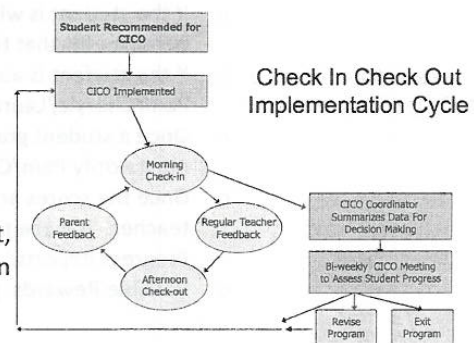 Student Recommended for
CICO
CICO Implemented
Check In Check Out
Implementation Cycle
Morning
Check-in
Parent
Feedback
Regular Teacher
Feedback
Afternoon
Check-out
CICO Coordinator
Summarizes Data For
Decision Making
Bi-weekly CICO Meeting
to Assess Student Progress
Revise
Program
Exit
Program